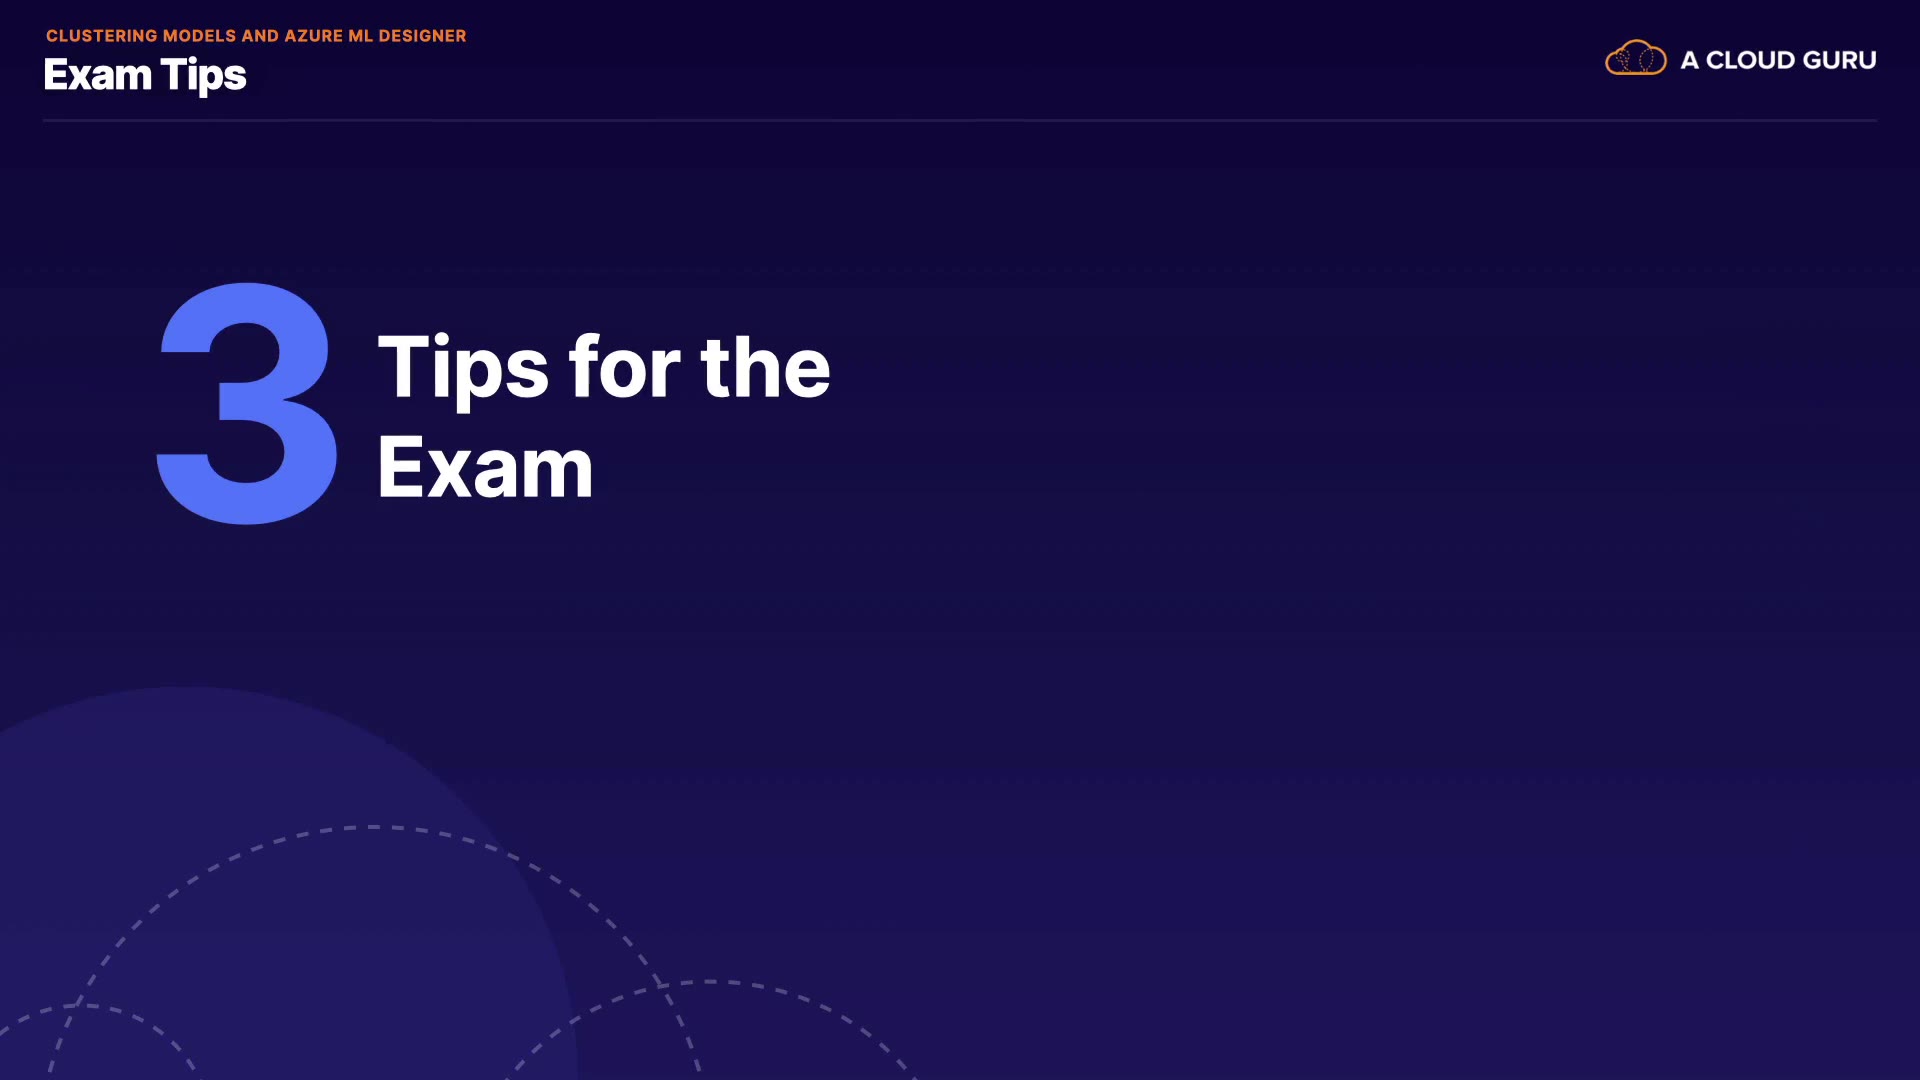 CLUSTERING MODELS AND AZURE ML DESIGNER
Exam Tips
A CLOUD GURU
3
Tips for the
Exam